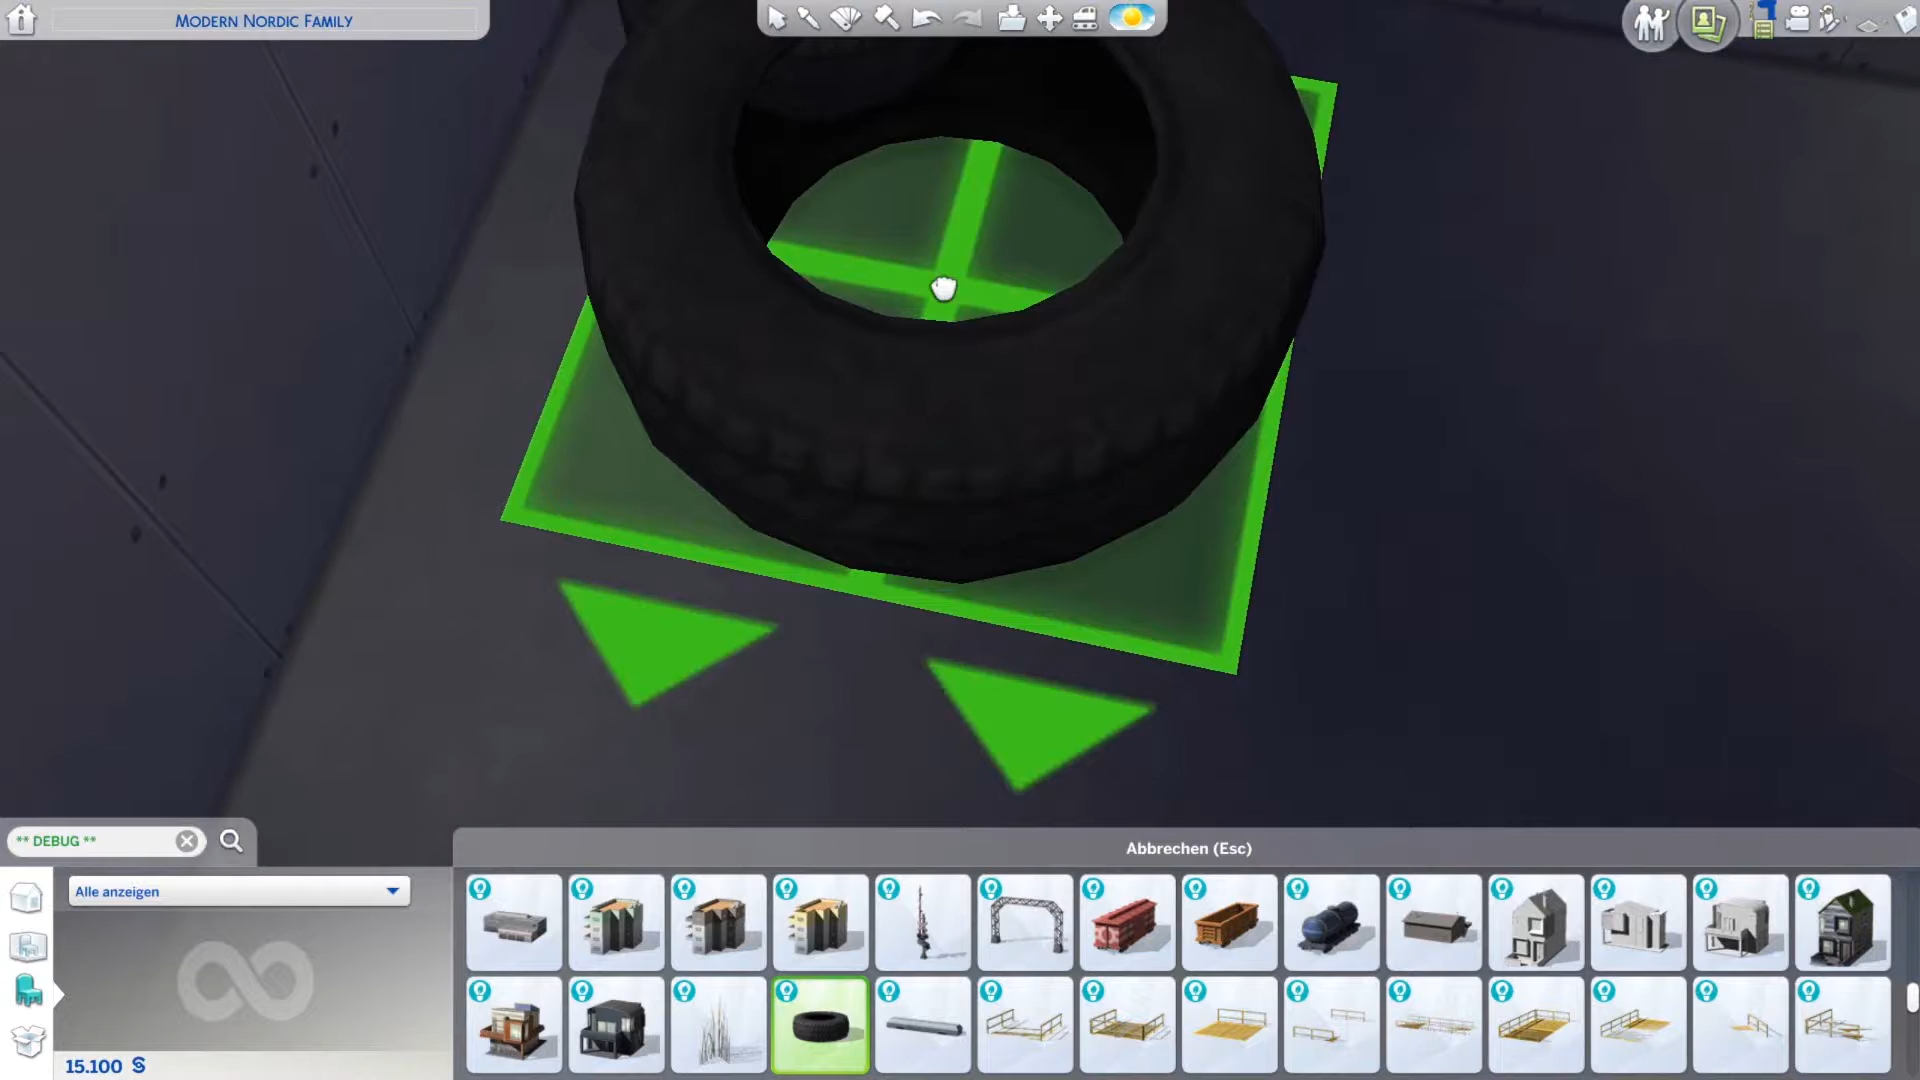 MODERN NORDIC FAMILY
** DEBUG **
Abbrechen (Esc)
Alle anzeigen
15.100 S